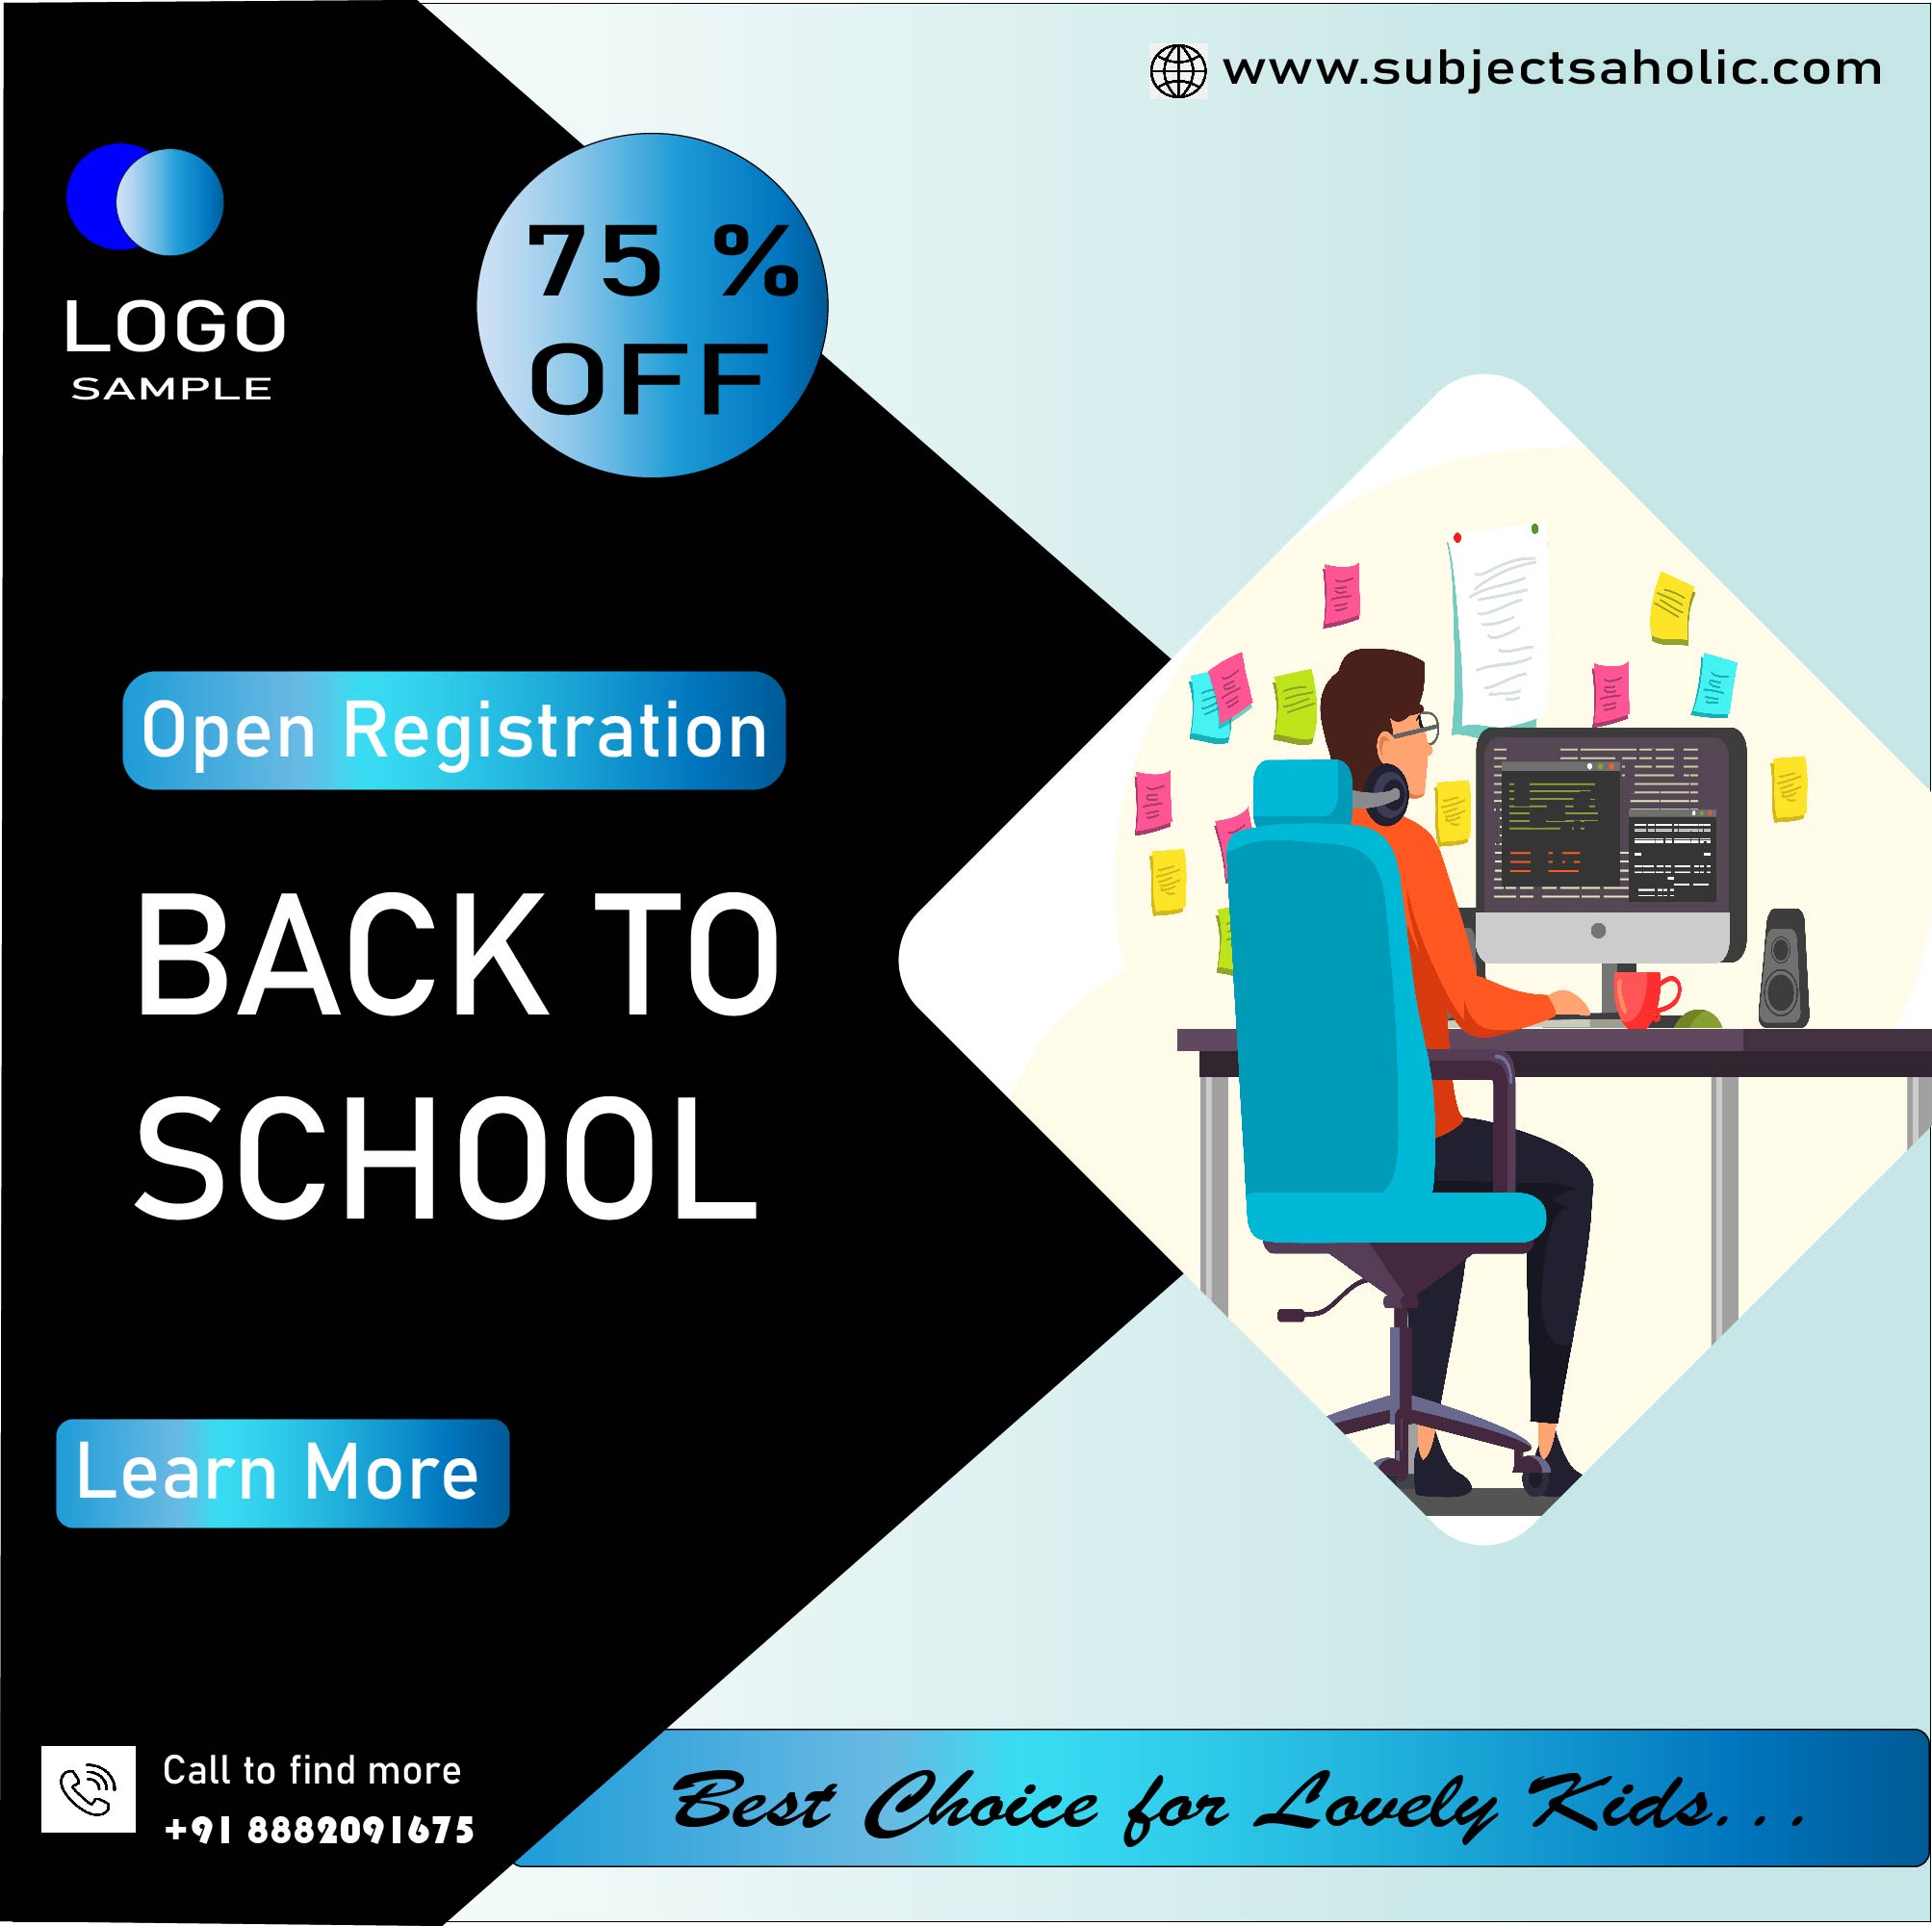 www.subjectsaholic.com
LOGO
SAMPLE
75 %
OFF
Open Registration
BACK TO
SCHOOL
Learn More
Call to find more
+91 8882091675
Best Choice for Lovely Kids...